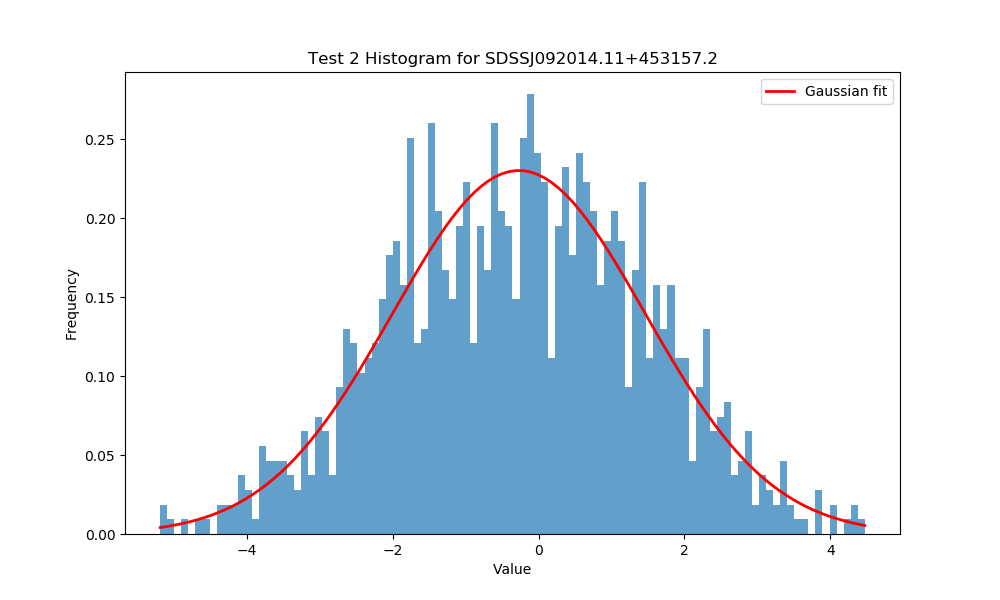 Test 2 Histogram for SDSSJ092014.11+453157.2
Gaussian fit
Frequency
0.25
0.20
0.15
0.10
0.05
0.00
−4
−2
0
2
4
Value